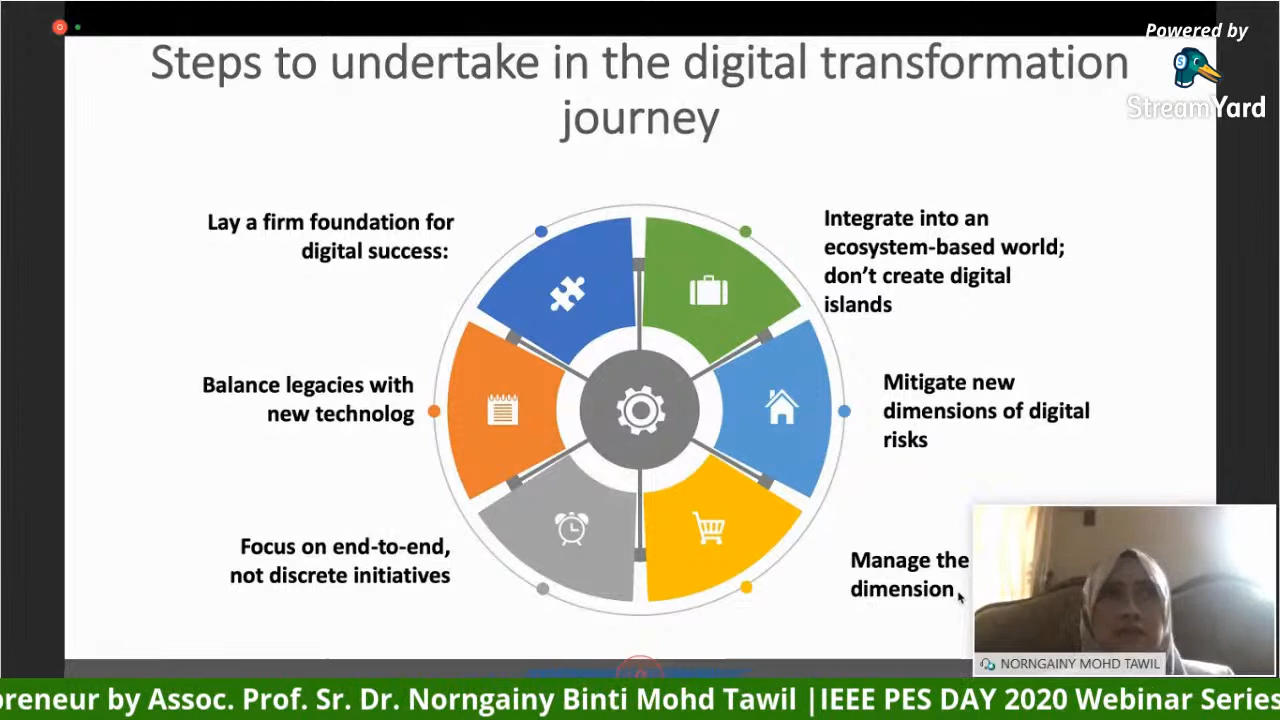 Powered by
StreamYard
Steps to undertake in the digital transformation
journey
Lay a firm foundation for
digital success:
Integrate into an
ecosystem-based world;
don't create digital
islands
Balance legacies with
new technolog
Mitigate new
dimensions of digital
risks
Focus on end-to-end,
not discrete initiatives
Manage the
dimension
NORNGAINY MOHD TAWIL
preneur by Assoc. Prof. Sr. Dr. Norngainy Binti Mohd Tawil |IEEE PES DAY 2020 Webinar Series